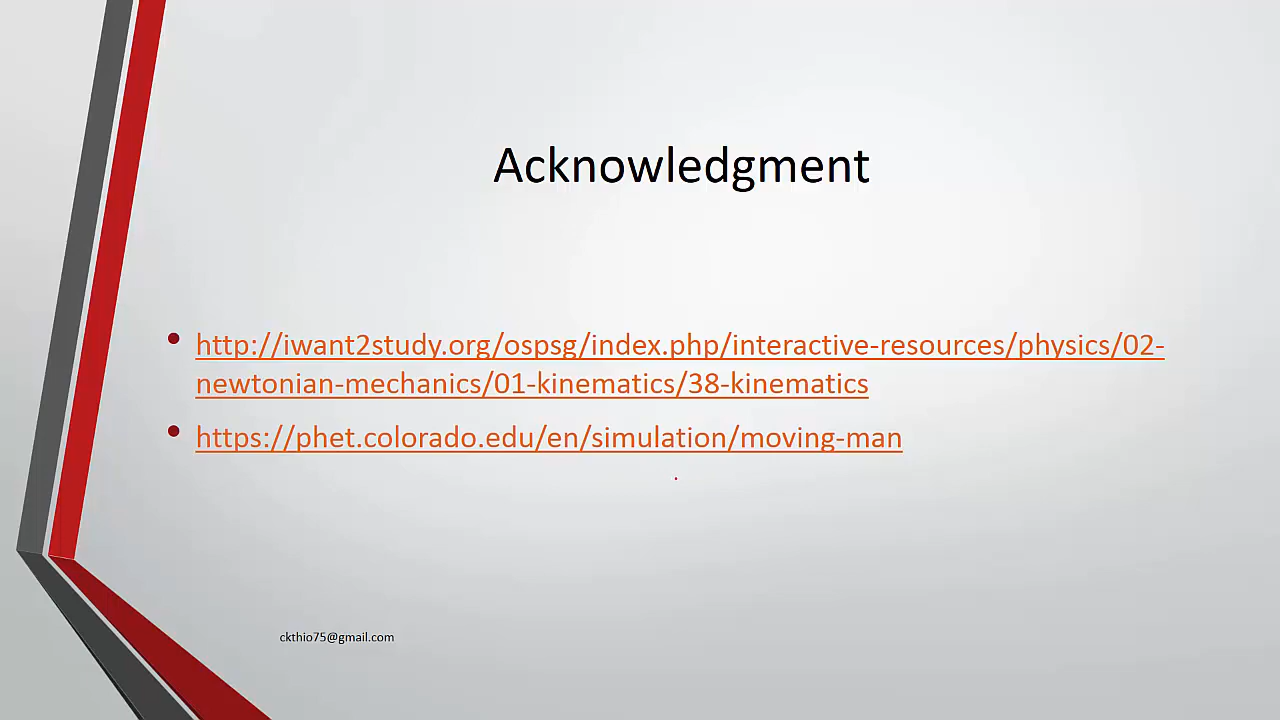 Acknowledgment
• http://iwant2study.org/ospsg/index.php/interactive-resources/physics/02-
newtonian-mechanics/01-kinematics/38-kinematics
• https://phet.colorado.edu/en/simulation/moving-man
ckthio75@gmail.com